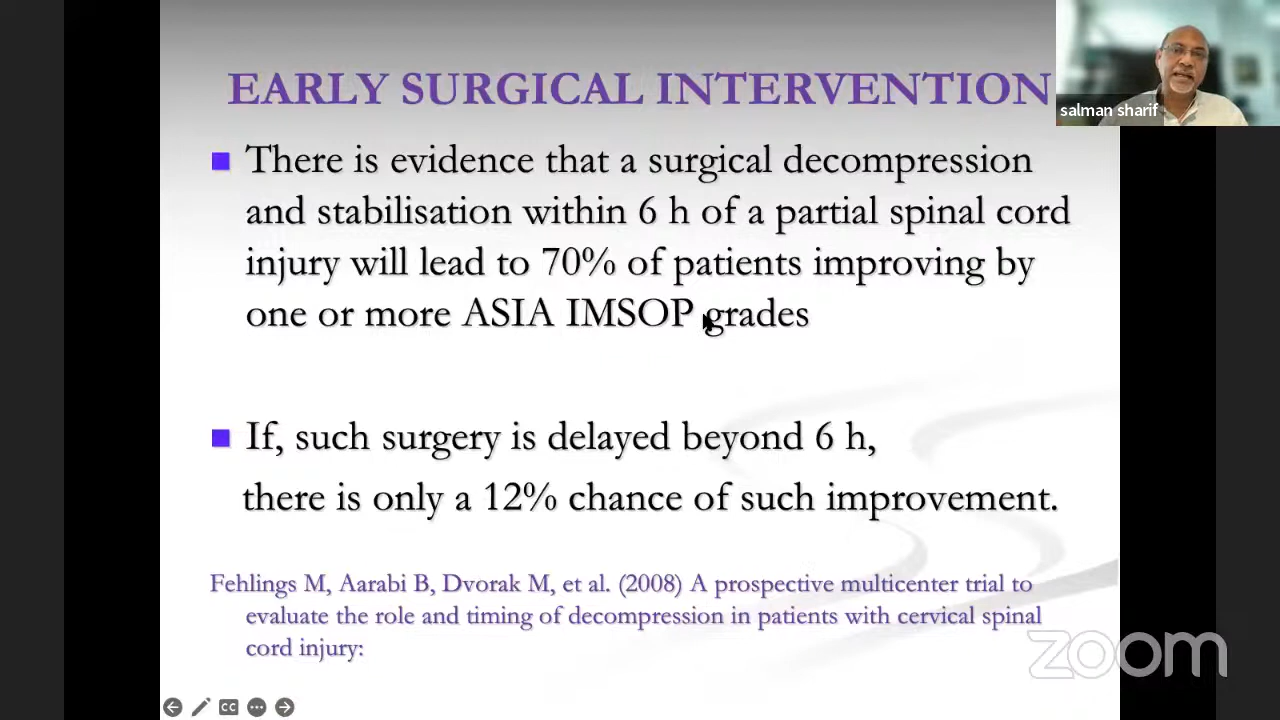 EARLY SURGICAL INTERVENTION
salman sharif
There is evidence that a surgical decompression
and stabilisation within 6 h of a partial spinal cord
injury will lead to 70% of patients improving by
one or more ASIA IMSOP grades
If, such surgery is delayed beyond 6 h,
there is only a 12% chance of such improvement.
Fehlings M, Aarabi B, Dvorak M, et al. (2008) A prospective multicenter trial to
evaluate the role and timing of decompression in patients with cervical spinal
cord injury:
zoom
CC